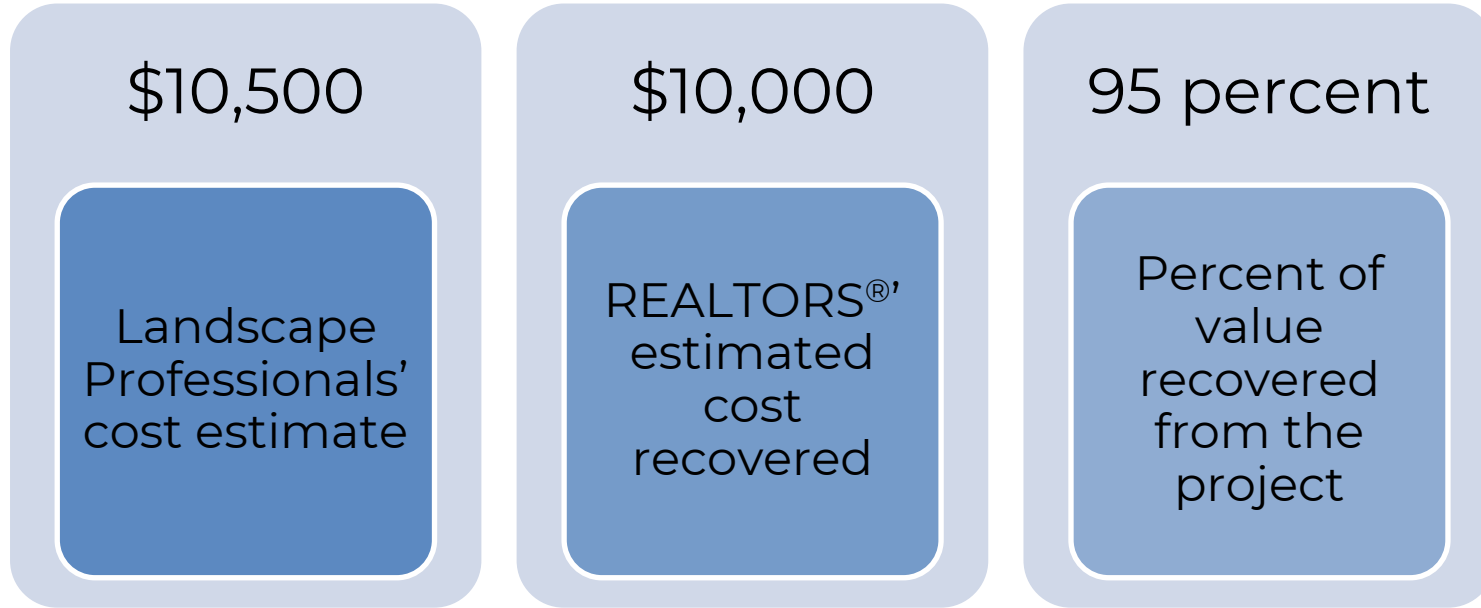 $10,500
Landscape
Professionals’
cost estimate
$10,000
REALTORS®’
estimated
cost
recovered
95 percent
Percent of
value
recovered
from the
project